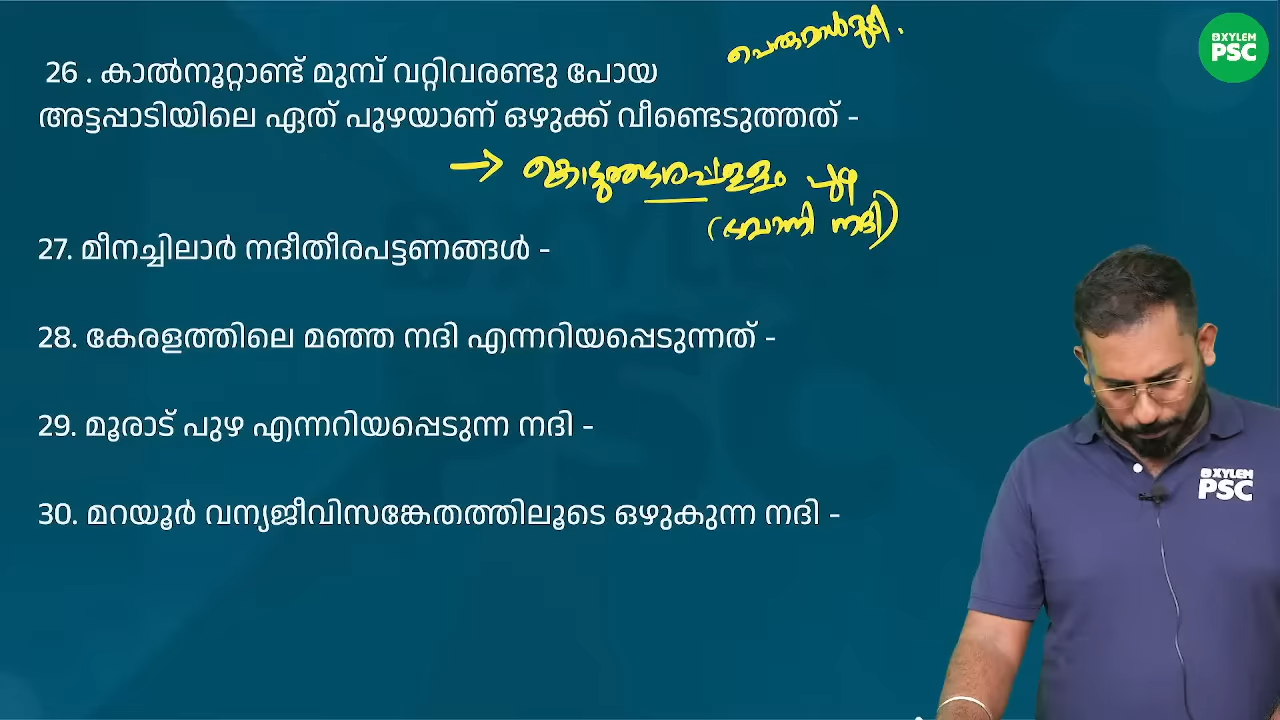 പെരുമാൾമുടി.
XYLEM
PSC
26 . കാൽനൂറ്റാണ്ട് മുമ്പ് വറ്റിവരണ്ടു പോയ
അട്ടപ്പാടിയിലെ ഏത് പുഴയാണ് ഒഴുക്ക് വീണ്ടെടുത്തത് -
→ കൊടുങ്ങരപ്പള്ളം പുഴ
(ഭവാനി നദി)
27. മീനച്ചിലാർ നദീതീരപട്ടണങ്ങൾ -
28. കേരളത്തിലെ മഞ്ഞ നദി എന്നറിയപ്പെടുന്നത് -
29. മൂരാട് പുഴ എന്നറിയപ്പെടുന്ന നദി -
30. മറയൂർ വന്യജീവിസങ്കേതത്തിലൂടെ ഒഴുകുന്ന നദി -
XYLEM
PSC